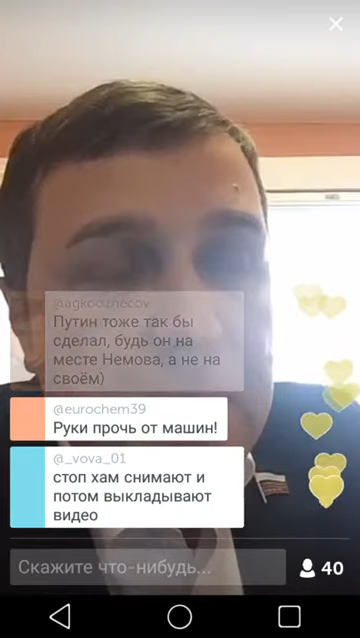 @agkooznecov
Путин тоже так бы
сделал, будь он на
месте Немова, а не на
своём)
@eurochem39
Руки прочь от машин!
@_vova_01
стоп хам снимают и
потом выкладывают
видео
Скажите что-нибудь...
40